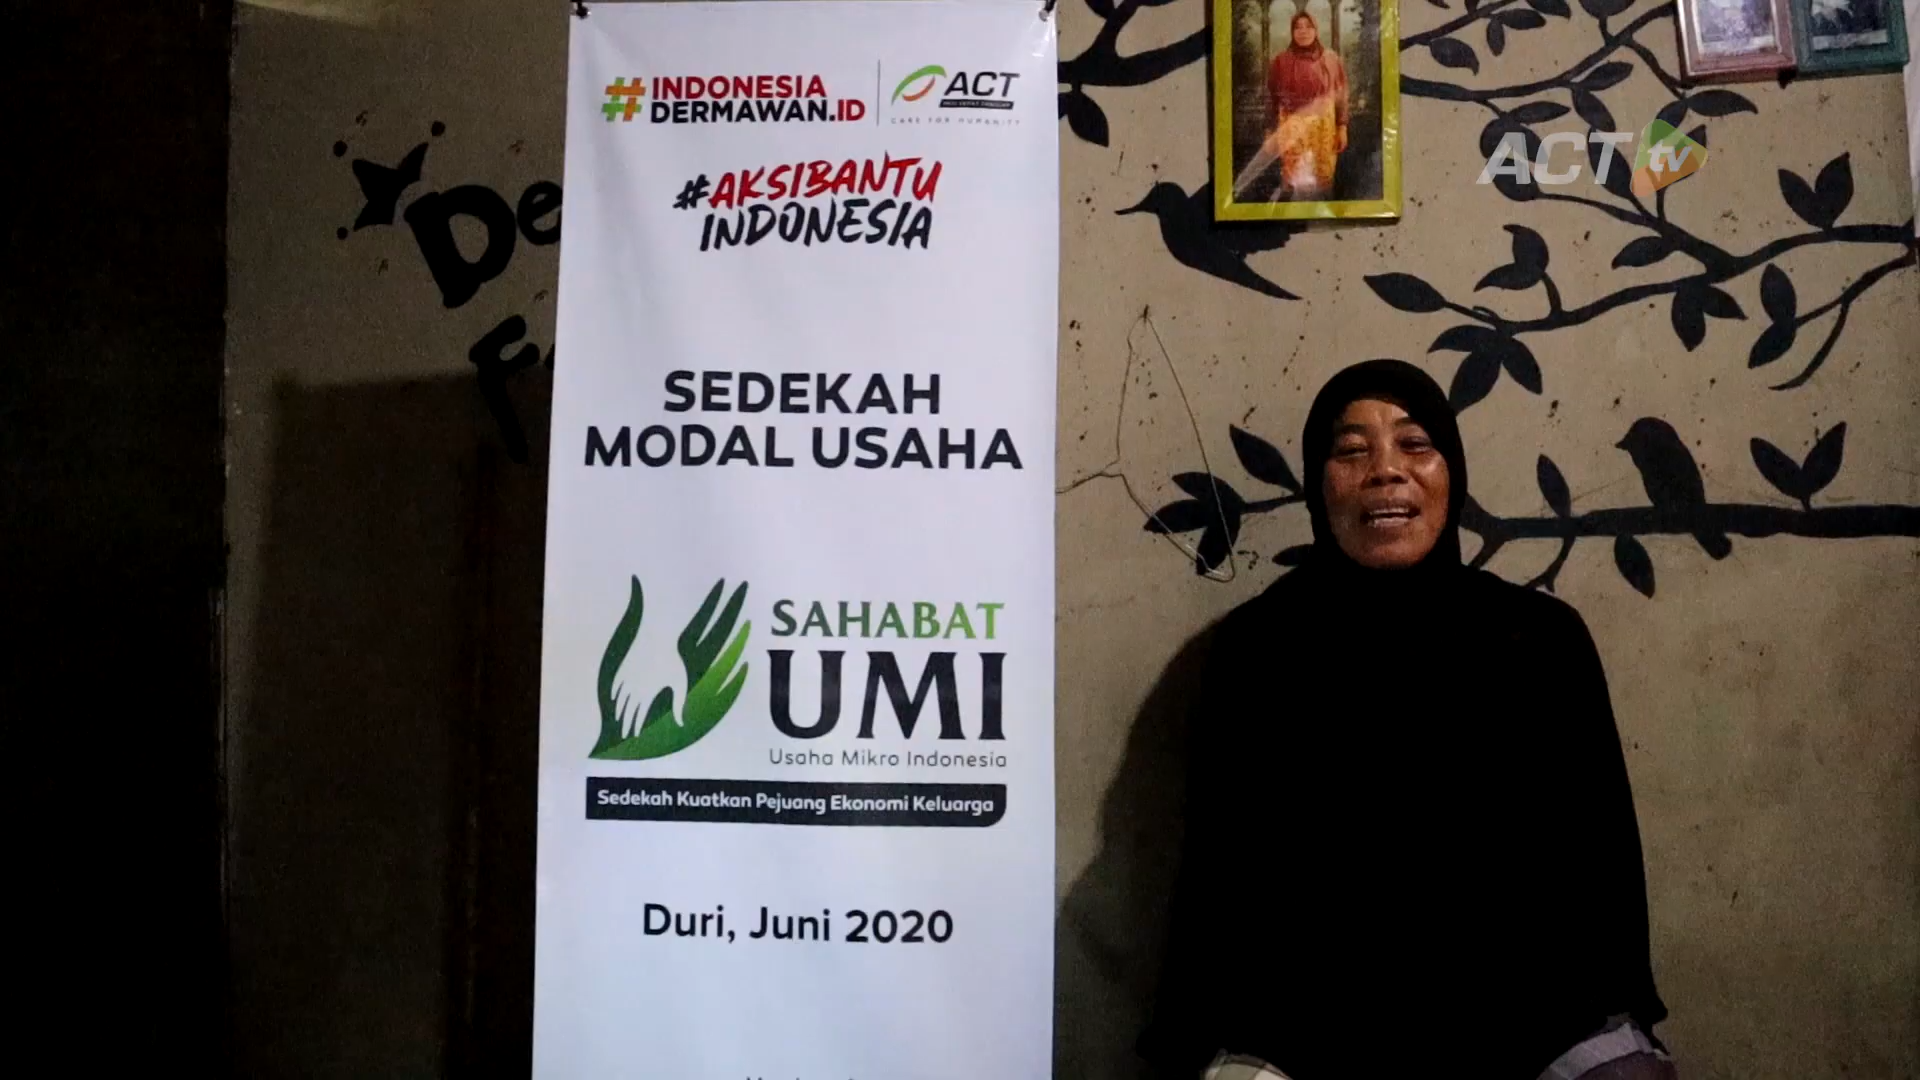 #INDONESIA
DERMAWAN.ID
ACT
CARE FOR HUMANITY
#AKSIBANTU
INDONESIA
SEDEKAH
MODAL USAHA
SAHABAT
UMI
Usaha Mikro Indonesia
Sedekah Kuatkan Pejuang Ekonomi Keluarga
Duri, Juni 2020
De
F
ACT tv